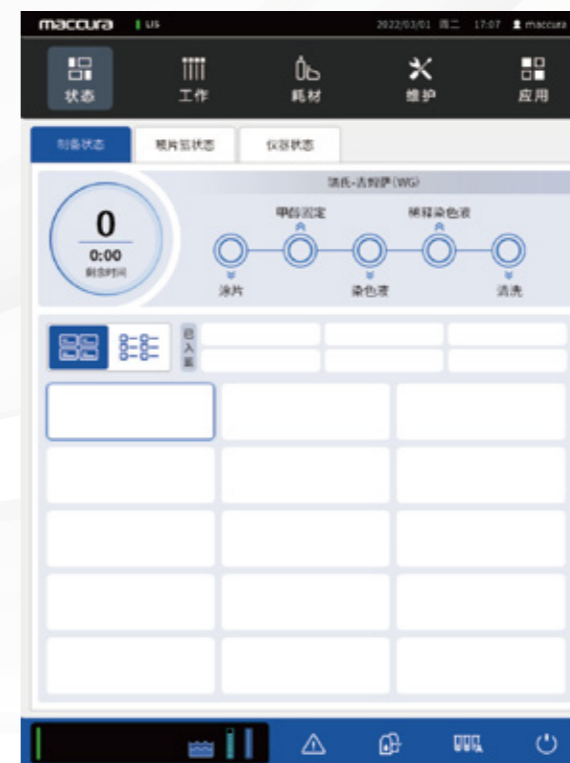 maccura LIS 2022/03/01 周二 17:07 maccura
状态 工作 耗材 维护 应用
制备状态 玻片篮状态 仪器状态
瑞氏-吉姆萨(WG)
0
0:00
剩余时间
甲醇固定 稀释染色液
涂片 染色液 清洗
已入篮